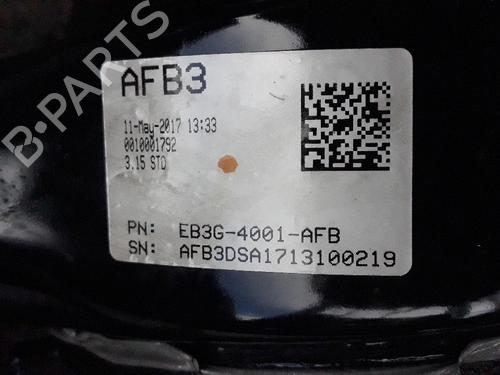 B-PARTS
AFB3
11-May-2017 13:33
0010001792
3.15 STD
PN: EB3G-4001-AFB
SN: AFB3DSA1713100219